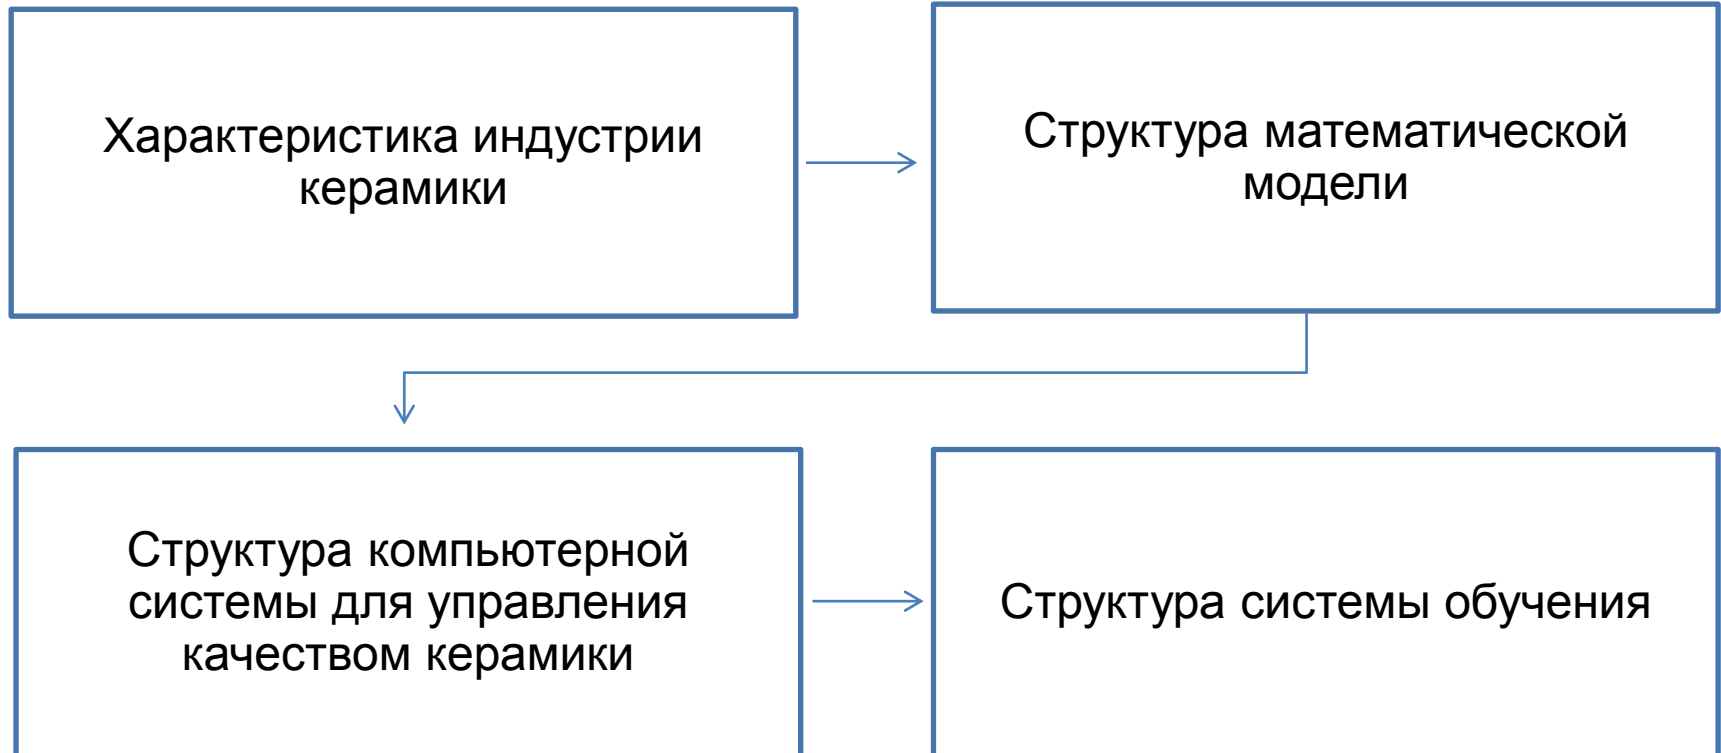 Характеристика индустрии
керамики
Структура математической
модели
Структура компьютерной
системы для управления
качеством керамики
Структура системы обучения